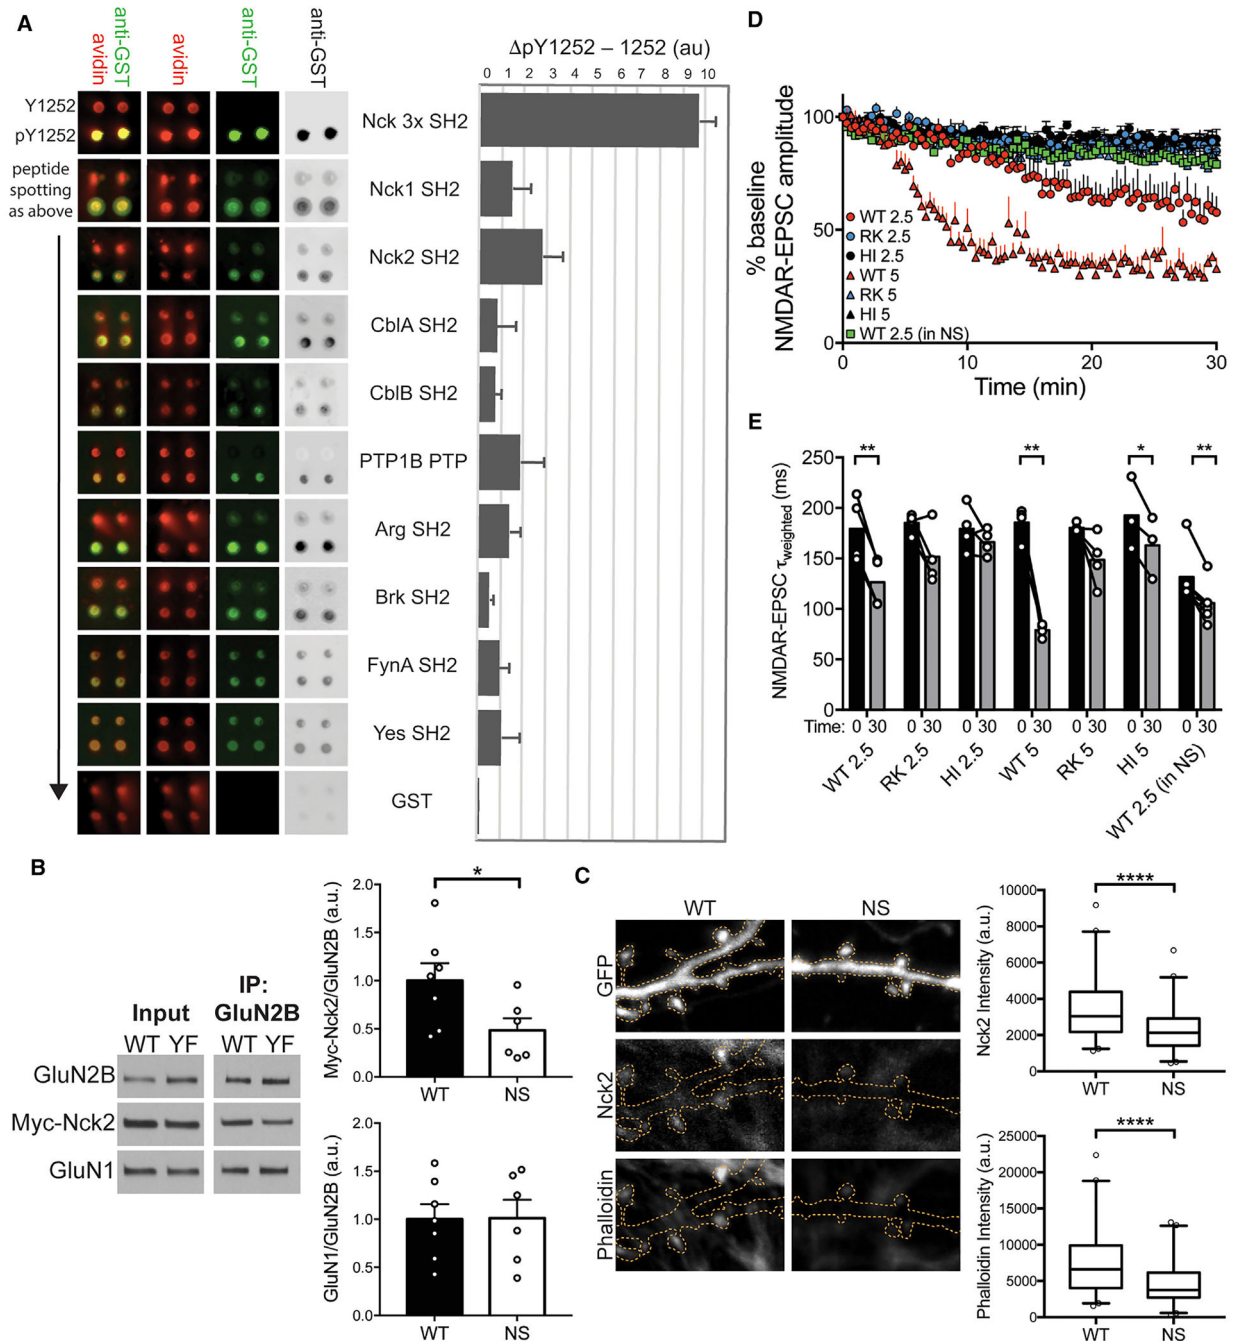 A
anti-GST
avidin
avidin
anti-GST
anti-GST
Y1252
pY1252
peptide
spotting
as above
ΔpY1252 – 1252 (au)
0 1 2 3 4 5 6 7 8 9 10
Nck 3x SH2
Nck1 SH2
Nck2 SH2
CblA SH2
CblB SH2
PTP1B PTP
Arg SH2
Brk SH2
FynA SH2
Yes SH2
GST
D
% baseline
NMDAR-EPSC amplitude
100
50
0
WT 2.5
RK 2.5
HI 2.5
WT 5
RK 5
HI 5
WT 2.5 (in NS)
0 10 20 30
Time (min)
E
NMDAR-EPSC τweighted (ms)
250
200
150
100
50
0
** ** * **
Time: 0 30 0 30 0 30 0 30 0 30 0 30 0 30
WT 2.5
RK 2.5
HI 2.5
WT 5
RK 5
HI 5
WT 2.5 (in NS)
B
Input
IP:
GluN2B
WT YF WT YF
GluN2B
Myc-Nck2
GluN1
Myc-Nck2/GluN2B (a.u.)
2.0
1.5
1.0
0.5
0.0
*
WT NS
GluN1/GluN2B (a.u.)
2.0
1.5
1.0
0.5
0.0
WT NS
C
WT NS
GFP
Nck2
Phalloidin
Nck2 Intensity (a.u.)
10000
8000
6000
4000
2000
0
****
WT NS
Phalloidin Intensity (a.u.)
25000
20000
15000
10000
5000
0
****
WT NS